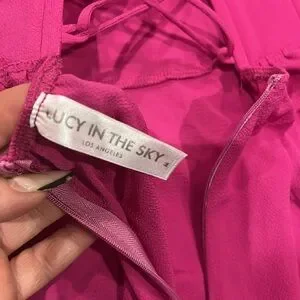 LUCY IN THE SKY
LOS ANGELES